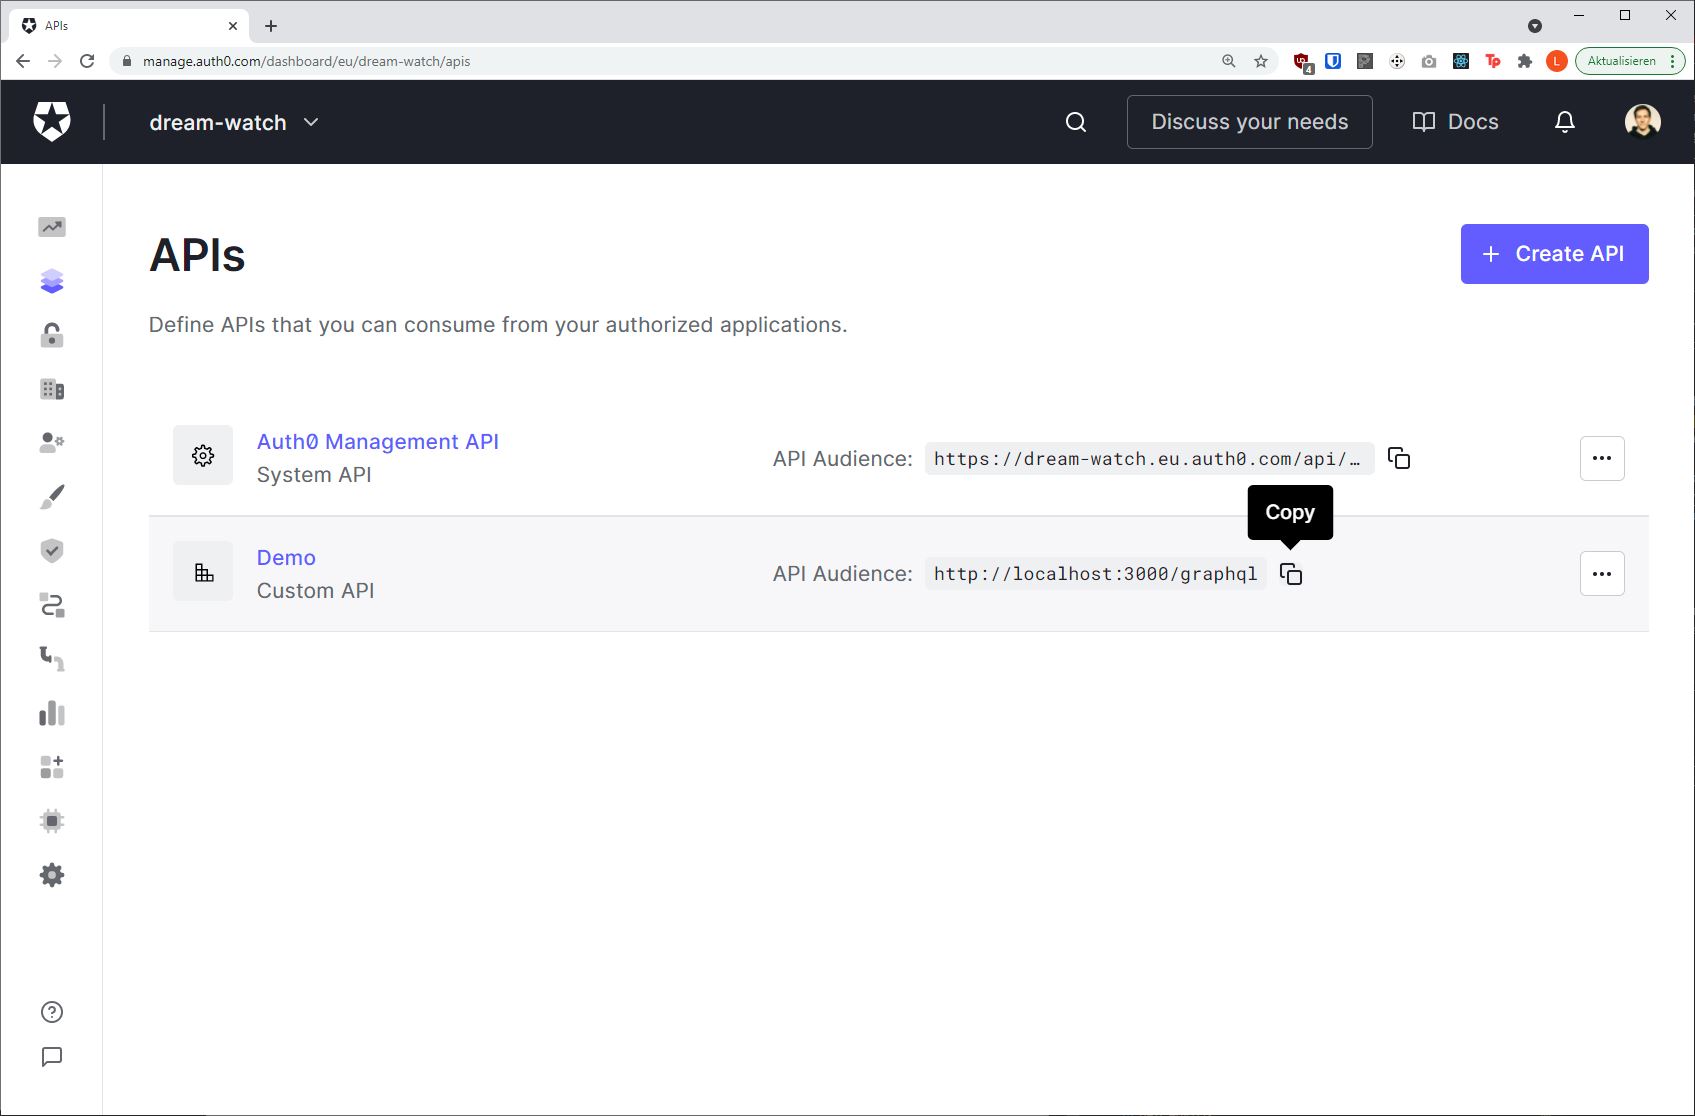 APIs
manage.auth0.com/dashboard/eu/dream-watch/apis
4
Tp
L
Aktualisieren
dream-watch
Discuss your needs
Docs
APIs
+ Create API
Define APIs that you can consume from your authorized applications.
Auth0 Management API
System API
API Audience: https://dream-watch.eu.auth0.com/api/…
Copy
Demo
Custom API
API Audience: http://localhost:3000/graphql